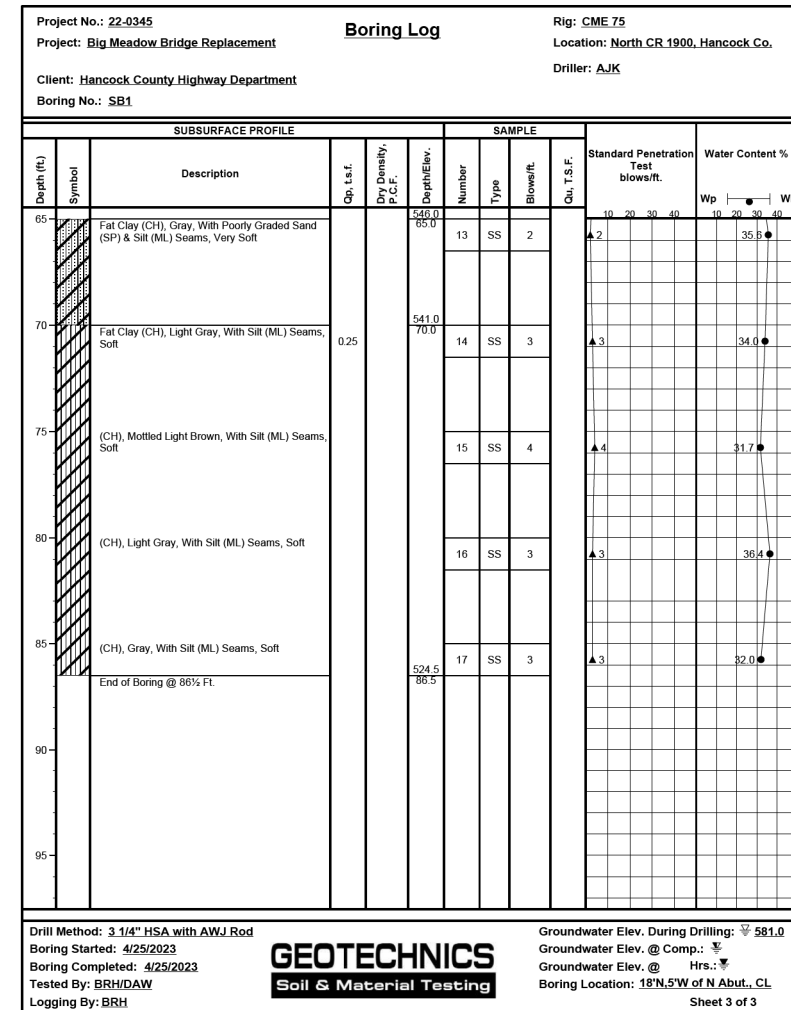 Project No.: 22-0345
Project: Big Meadow Bridge Replacement
Client: Hancock County Highway Department
Boring No.: SB1
Boring Log
Rig: CME 75
Location: North CR 1900, Hancock Co.
Driller: AJK
SUBSURFACE PROFILE
SAMPLE
Depth (ft.)
Symbol
Description
Qp, t.s.f.
Dry Density, P.C.F.
Depth/Elev.
Number
Type
Blows/ft.
Qu, T.S.F.
Standard Penetration
Test
blows/ft.
Water Content %
Wp W
10 20 30 40
10 20 30 40
65
Fat Clay (CH), Gray, With Poorly Graded Sand
(SP) & Silt (ML) Seams, Very Soft
546.0
65.0
13 SS 2
2
35.6
70
Fat Clay (CH), Light Gray, With Silt (ML) Seams,
Soft
0.25
541.0
70.0
14 SS 3
3
34.0
75
(CH), Mottled Light Brown, With Silt (ML) Seams,
Soft
15 SS 4
4
31.7
80
(CH), Light Gray, With Silt (ML) Seams, Soft
16 SS 3
3
36.4
85
(CH), Gray, With Silt (ML) Seams, Soft
17 SS 3
3
32.0
524.5
86.5
End of Boring @ 86½ Ft.
90
95
Drill Method: 3 1/4" HSA with AWJ Rod
Boring Started: 4/25/2023
Boring Completed: 4/25/2023
Tested By: BRH/DAW
Logging By: BRH
GEOTECHNICS
Soil & Material Testing
Groundwater Elev. During Drilling: 581.0
Groundwater Elev. @ Comp.:
Groundwater Elev. @ Hrs.:
Boring Location: 18'N,5'W of N Abut., CL
Sheet 3 of 3